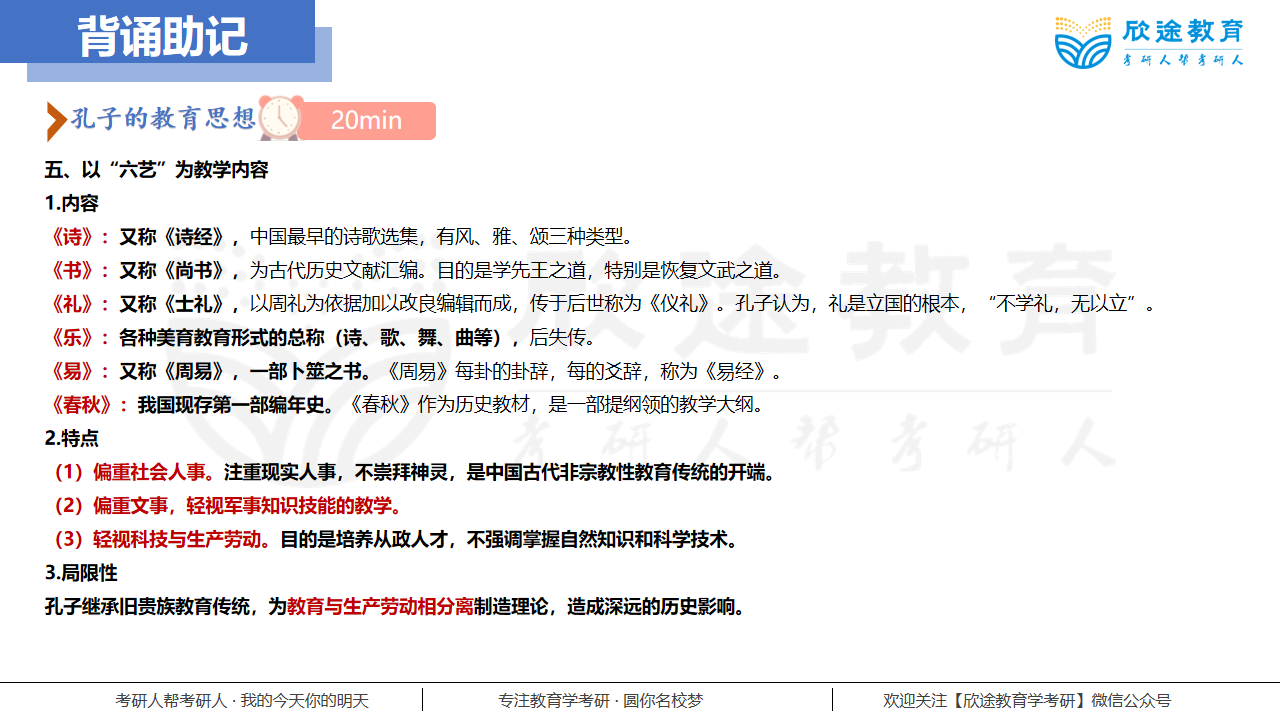 背诵助记
欣途教育
考研人帮考研人
孔子的教育思想
20min
五、以“六艺”为教学内容
1.内容
《诗》：又称《诗经》，中国最早的诗歌选集，有风、雅、颂三种类型。
《书》：又称《尚书》，为古代历史文献汇编。目的是学先王之道，特别是恢复文武之道。
《礼》：又称《士礼》，以周礼为依据加以改良编辑而成，传于后世称为《仪礼》。孔子认为，礼是立国的根本，“不学礼，无以立”。
《乐》：各种美育教育形式的总称（诗、歌、舞、曲等），后失传。
《易》：又称《周易》，一部卜筮之书。《周易》每卦的卦辞，每的爻辞，称为《易经》。
《春秋》：我国现存第一部编年史。《春秋》作为历史教材，是一部提纲领的教学大纲。
2.特点
（1）偏重社会人事。注重现实人事，不崇拜神灵，是中国古代非宗教性教育传统的开端。
（2）偏重文事，轻视军事知识技能的教学。
（3）轻视科技与生产劳动。目的是培养从政人才，不强调掌握自然知识和科学技术。
3.局限性
孔子继承旧贵族教育传统，为教育与生产劳动相分离制造理论，造成深远的历史影响。
欣途教育
考研人帮考研人
考研人帮考研人 · 我的今天你的明天
专注教育学考研 · 圆你名校梦
欢迎关注【欣途教育学考研】微信公众号